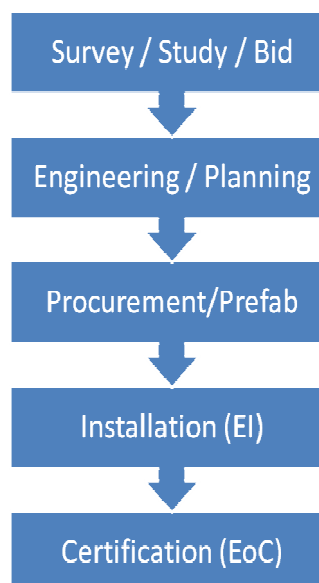 Survey / Study / Bid
Engineering / Planning
Procurement/Prefab
Installation (EI)
Certification (EoC)